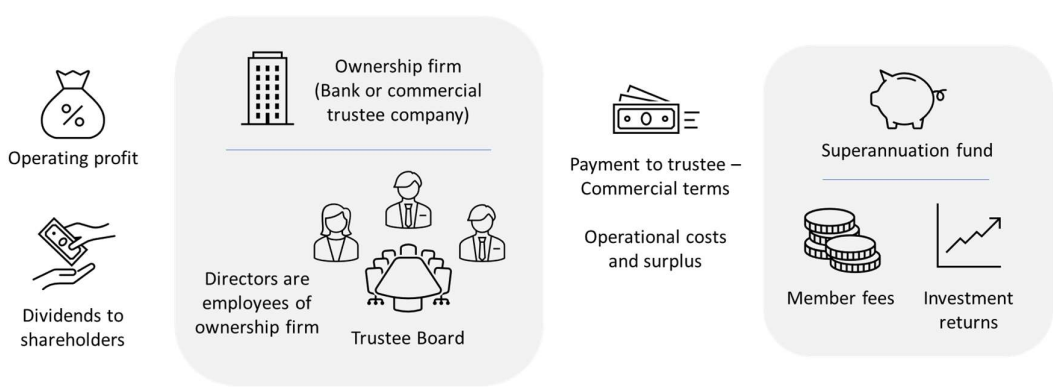 Operating profit
Dividends to
shareholders
Ownership firm
(Bank or commercial
trustee company)
Directors are
employees of
ownership firm
Trustee Board
Payment to trustee –
Commercial terms
Operational costs
and surplus
Superannuation fund
Member fees
Investment
returns